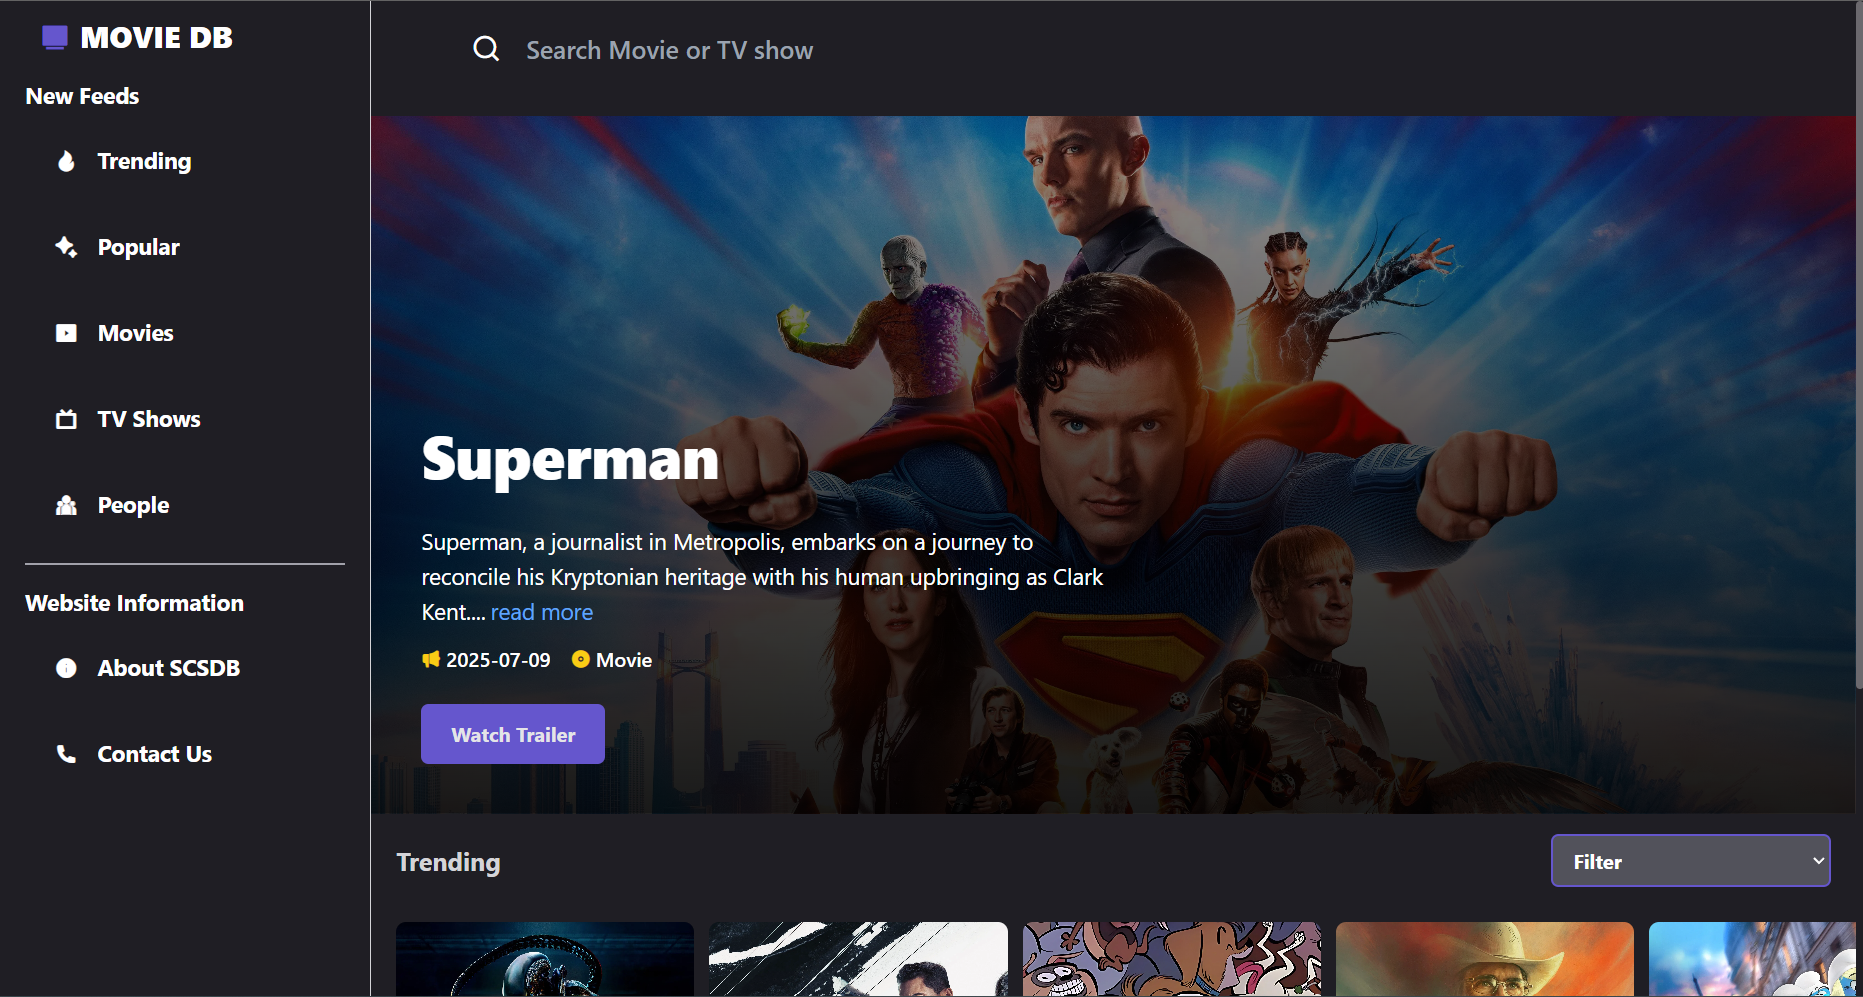 MOVIE DB
New Feeds
Trending
Popular
Movies
TV Shows
People
Website Information
About SCSDB
Contact Us
Search Movie or TV show
Superman
Superman, a journalist in Metropolis, embarks on a journey to
reconcile his Kryptonian heritage with his human upbringing as Clark
Kent.... read more
2025-07-09 Movie
Watch Trailer
Trending
Filter